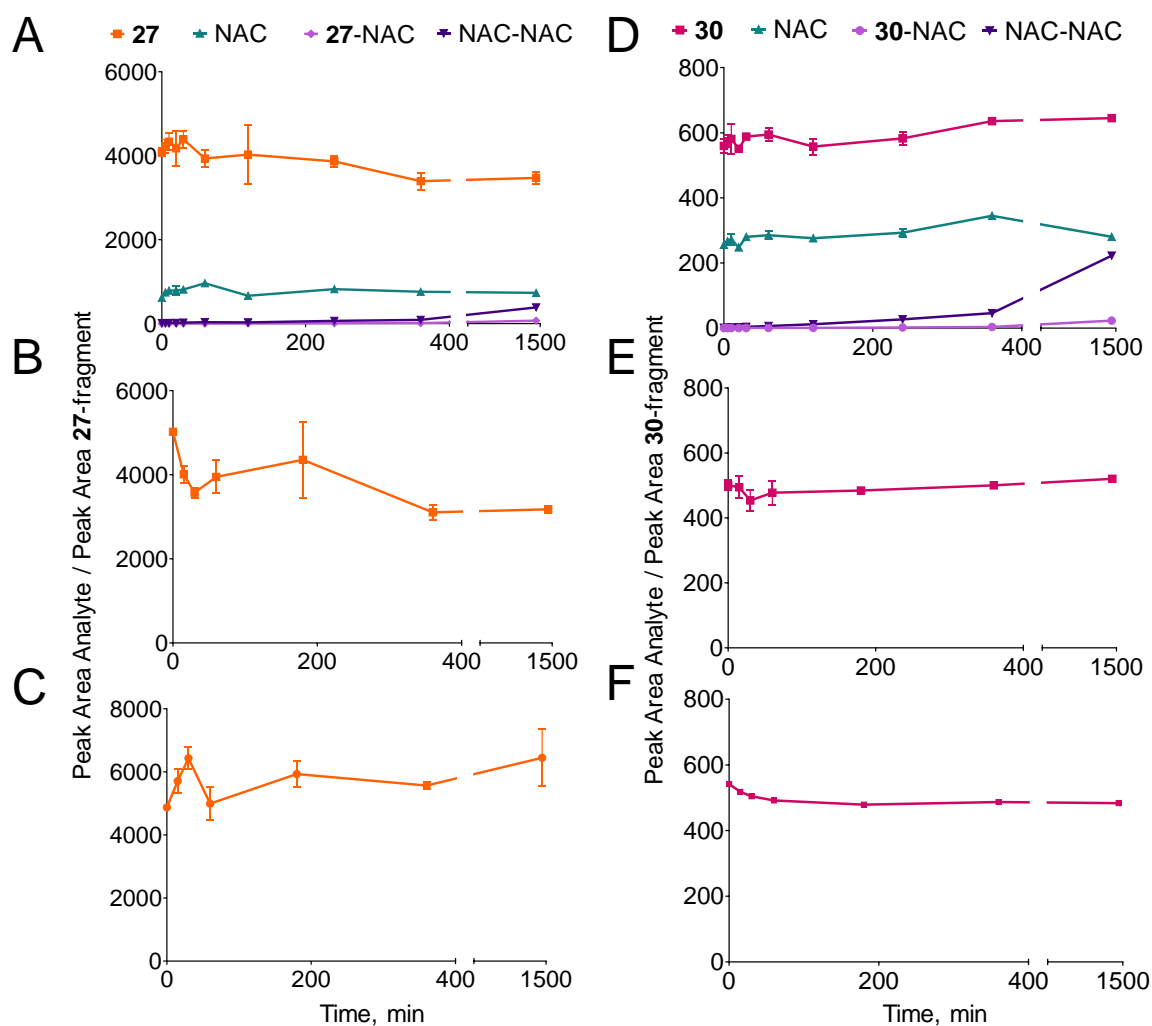 A
27 NAC 27-NAC NAC-NAC
6000
4000
2000
0
0 200 400 1500
D
30 NAC 30-NAC NAC-NAC
800
600
400
200
0
0 200 400 1500
B
6000
4000
2000
0
0 200 400 1500
E
800
600
400
200
0
0 200 400 1500
C
8000
6000
4000
2000
0
0 200 400 1500
Time, min
F
800
600
400
200
0
0 200 400 1500
Time, min
Peak Area Analyte / Peak Area 27-fragment
Peak Area Analyte / Peak Area 30-fragment